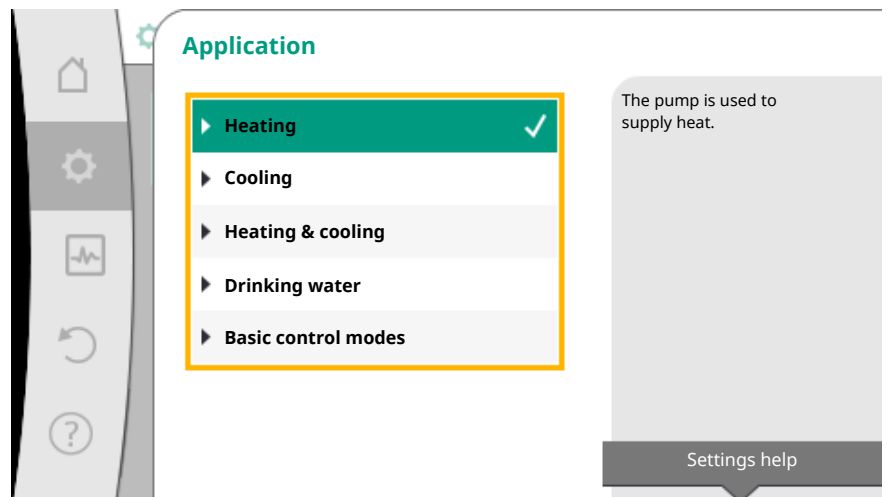 Application
Heating
Cooling
Heating & cooling
Drinking water
Basic control modes
The pump is used to
supply heat.
Settings help
?